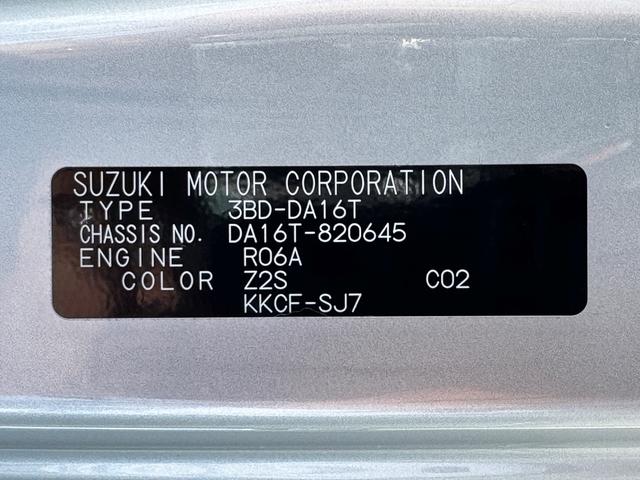 SUZUKI MOTOR CORPORATION
TYPE 3BD-DA16T
CHASSIS NO. DA16T-820645
ENGINE R06A
COLOR Z2S C02
KKCF-SJ7